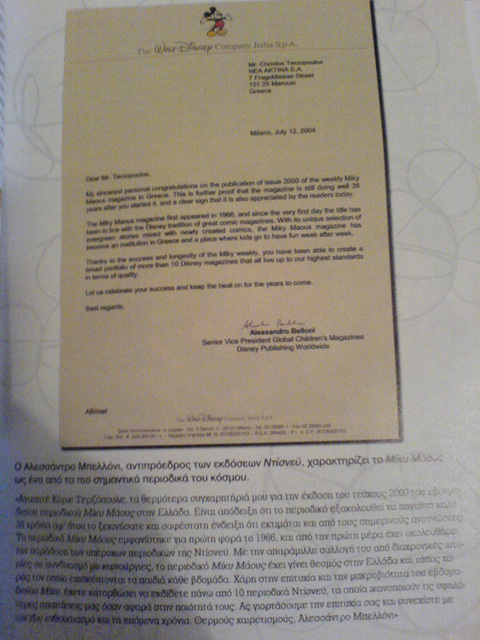 The Walt Disney Company Italia S.p.A.
Mr. Christos Terzopoulos
NEA AKTINA S.A.
7 Fragoklissias Street
151 25 Marousi
Greece
Milano, July 12, 2004
Dear Mr. Terzopoulos,
My sincerest personal congratulations on the publication of issue 2000 of the weekly Miky
Maous magazine in Greece. This is further proof that the magazine is still doing well 38
years after you started it, and a clear sign that it is also appreciated by the readers today.
The Miky Maous magazine first appeared in 1966, and since the very first day the title has
been in line with the Disney tradition of great comic magazines. With its unique selection of
evergreen stories mixed with newly created comics, the Miky Maous magazine has
become an institution in Greece and a place where kids go to have fun week after week.
Thanks to the success and longevity of the Miky weekly, you have been able to create a
broad portfolio of more than 10 Disney magazines that all live up to our highest standards
in terms of quality.
Let us celebrate your success and keep the heat on for the years to come.
Best regards,
Alessandro Belloni
Senior Vice President Global Children's Magazines
Disney Publishing Worldwide
The Walt Disney Company Italia S.p.A.
Ο Αλεσσάντρο Μπελλόνι, αντιπρόεδρος των εκδόσεων Ντίσνεϋ, χαρακτηρίζει το Μίκυ Μάους
ως ένα από τα πιο σημαντικά περιοδικά του κόσμου.
«Αγαπητέ Κύριε Τερζόπουλε, τα θερμότερα συγχαρητήριά μου για την έκδοση του τεύχους 2000 του εβδομα-
διαίου περιοδικού Μίκυ Μάους στην Ελλάδα. Είναι απόδειξη ότι το περιοδικό εξακολουθεί να πηγαίνει καλά
38 χρόνια αφ' ότου το ξεκινήσατε και σαφέστατη ένδειξη ότι εκτιμάται και από τους σημερινούς αναγνώστες.
Το περιοδικό Μίκυ Μάους εμφανίστηκε για πρώτη φορά το 1966, και από την πρώτη μέρα έχει ακολουθήσει
την παράδοση των υπέροχων περιοδικών της Ντίσνεϋ. Με την απαράμιλλη συλλογή του από διαχρονικές ιστο-
ρίες σε συνδυασμό με καινούργιες, το περιοδικό Μίκυ Μάους έχει γίνει θεσμός στην Ελλάδα και τόπος χα-
ράς τον οποίο επισκέπτονται τα παιδιά κάθε βδομάδα. Χάρη στην επιτυχία και την μακροβιότητα του εβδομα-
διαίου Μίκυ, έχετε κατορθώσει να εκδίδετε πάνω από 10 περιοδικά Ντίσνεϋ, τα οποία ικανοποιούν τις υψηλό-
τερες απαιτήσεις μας όσον αφορά στην ποιότητά τους. Ας γιορτάσουμε την επιτυχία σας και συνεχίστε με
τον ίδιο ενθουσιασμό και τα επόμενα χρόνια. Θερμούς χαιρετισμούς, Αλεσσάντρο Μπελλόνι»